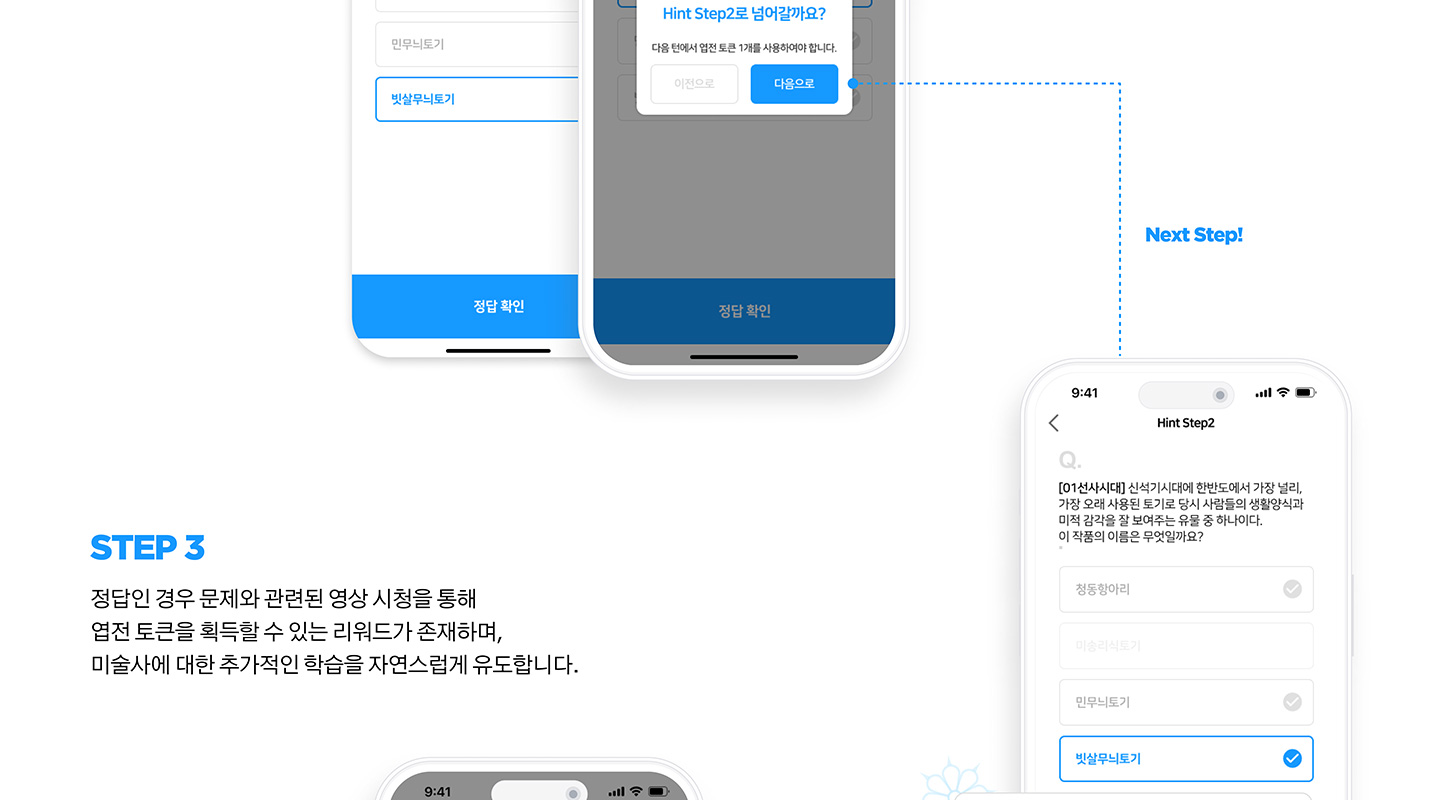 민무늬토기
빗살무늬토기
정답 확인
Hint Step2로 넘어갈까요?
다음 턴에서 엽전 토큰 1개를 사용하여야 합니다.
이전으로
다음으로
정답 확인
Next Step!
9:41
Hint Step2
Q.
[01선사시대] 신석기시대에 한반도에서 가장 널리,
가장 오래 사용된 토기로 당시 사람들의 생활양식과
미적 감각을 잘 보여주는 유물 중 하나이다.
이 작품의 이름은 무엇일까요?
청동항아리
미송리식토기
민무늬토기
빗살무늬토기
STEP 3
정답인 경우 문제와 관련된 영상 시청을 통해
엽전 토큰을 획득할 수 있는 리워드가 존재하며,
미술사에 대한 추가적인 학습을 자연스럽게 유도합니다.
9:41